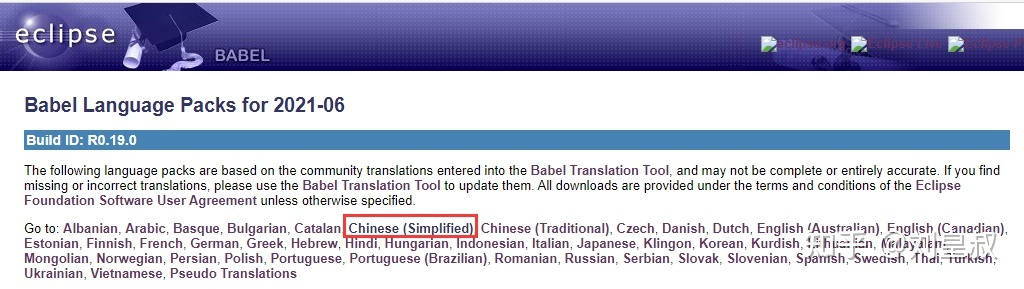 eclipse
BABEL
Babel Language Packs for 2021-06
Build ID: R0.19.0
The following language packs are based on the community translations entered into the Babel Translation Tool, and may not be complete or entirely accurate. If you find
missing or incorrect translations, please use the Babel Translation Tool to update them. All downloads are provided under the terms and conditions of the Eclipse
Foundation Software User Agreement unless otherwise specified.
Go to: Albanian, Arabic, Basque, Bulgarian, Catalan, Chinese (Simplified), Chinese (Traditional), Czech, Danish, Dutch, English (Australian), English (Canadian),
Estonian, Finnish, French, German, Greek, Hebrew, Hindi, Hungarian, Indonesian, Italian, Japanese, Klingon, Korean, Kurdish, Lithuanian, Malayalam,
Mongolian, Norwegian, Persian, Polish, Portuguese, Portuguese (Brazilian), Romanian, Russian, Serbian, Slovak, Slovenian, Spanish, Swedish, Thai, Turkish,
Ukrainian, Vietnamese, Pseudo Translations
知乎 @刘皇叔